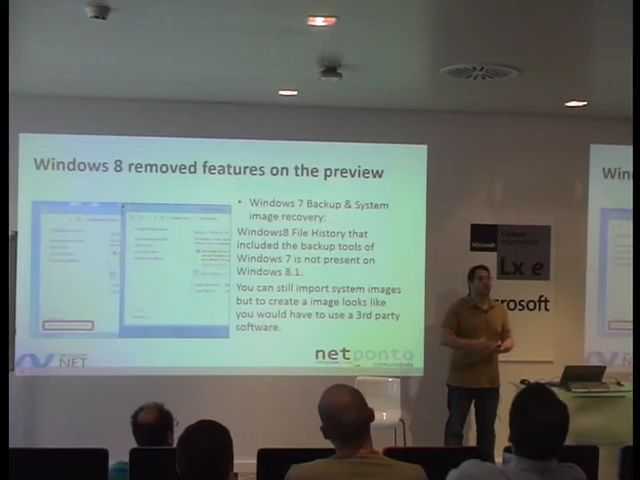 Windows 8 removed features on the preview
• Windows 7 Backup & System
image recovery:
Windows8 File History that
included the backup tools of
Windows 7 is not present on
Windows 8.1.
You can still import system images
but to create a image looks like
you would have to use a 3rd party
software.
NET
netponto
comunidade
Microsoft
Lx e
rosoft
Win